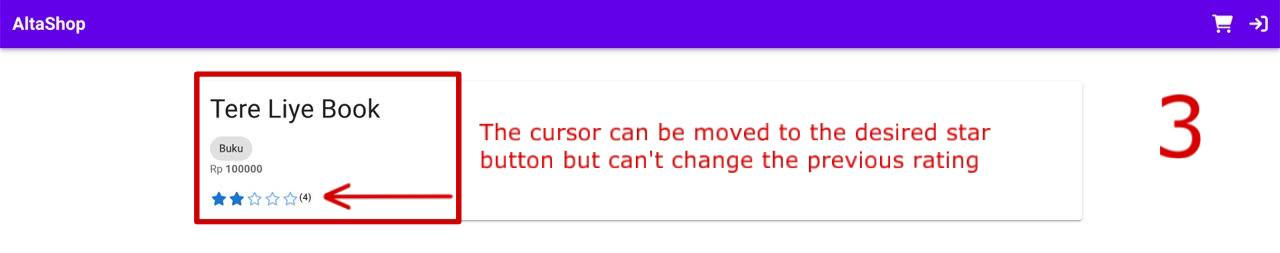 AltaShop
Tere Liye Book
Buku
Rp 100000
(4)
The cursor can be moved to the desired star
button but can't change the previous rating
3